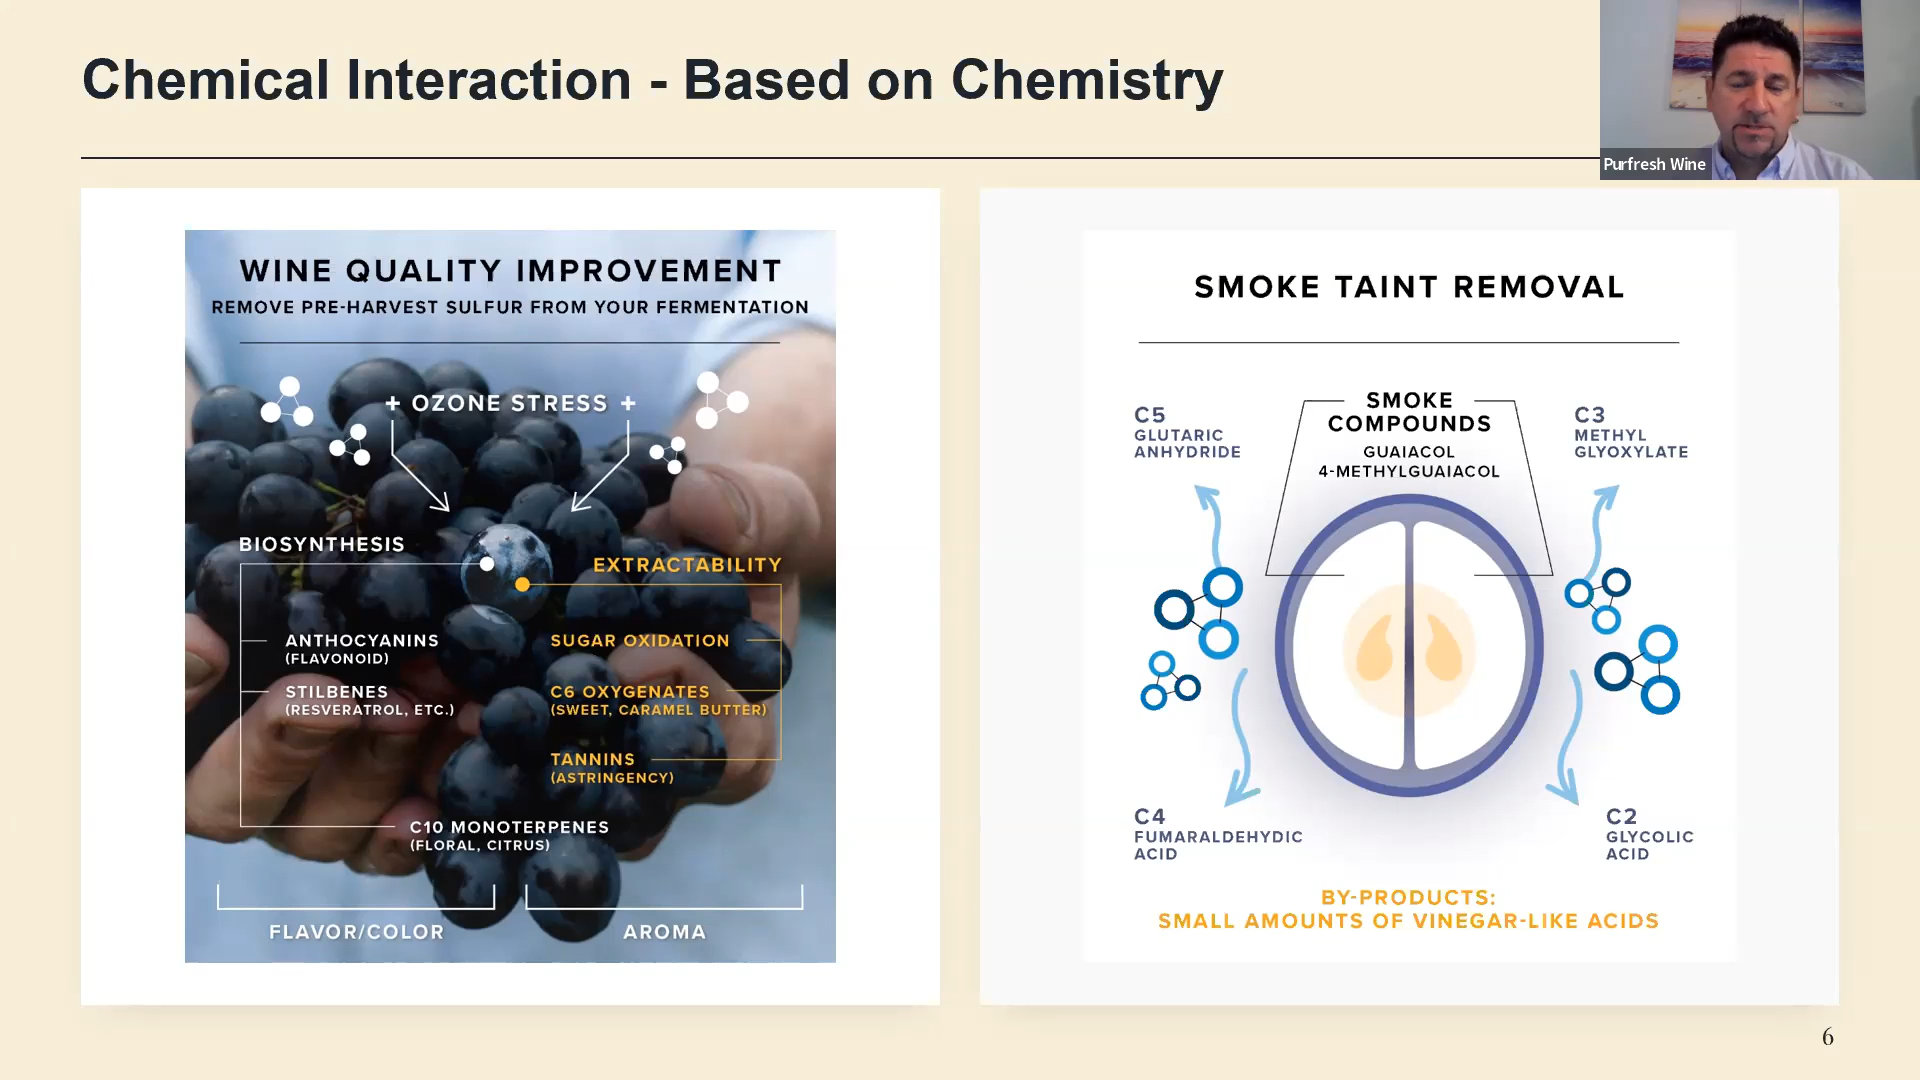 Chemical Interaction - Based on Chemistry
Purfresh Wine
WINE QUALITY IMPROVEMENT
REMOVE PRE-HARVEST SULFUR FROM YOUR FERMENTATION
+ OZONE STRESS +
BIOSYNTHESIS
EXTRACTABILITY
ANTHOCYANINS
(FLAVONOID)
SUGAR OXIDATION
STILBENES
(RESVERATROL, ETC.)
C6 OXYGENATES
(SWEET, CARAMEL BUTTER)
TANNINS
(ASTRINGENCY)
C10 MONOTERPENES
(FLORAL, CITRUS)
FLAVOR/COLOR
AROMA
SMOKE TAINT REMOVAL
SMOKE
COMPOUNDS
GUAIACOL
4-METHYLGUAIACOL
C5
GLUTARIC
ANHYDRIDE
C3
METHYL
GLYOXYLATE
C4
FUMARALDEHYDIC
ACID
C2
GLYCOLIC
ACID
BY-PRODUCTS:
SMALL AMOUNTS OF VINEGAR-LIKE ACIDS
6